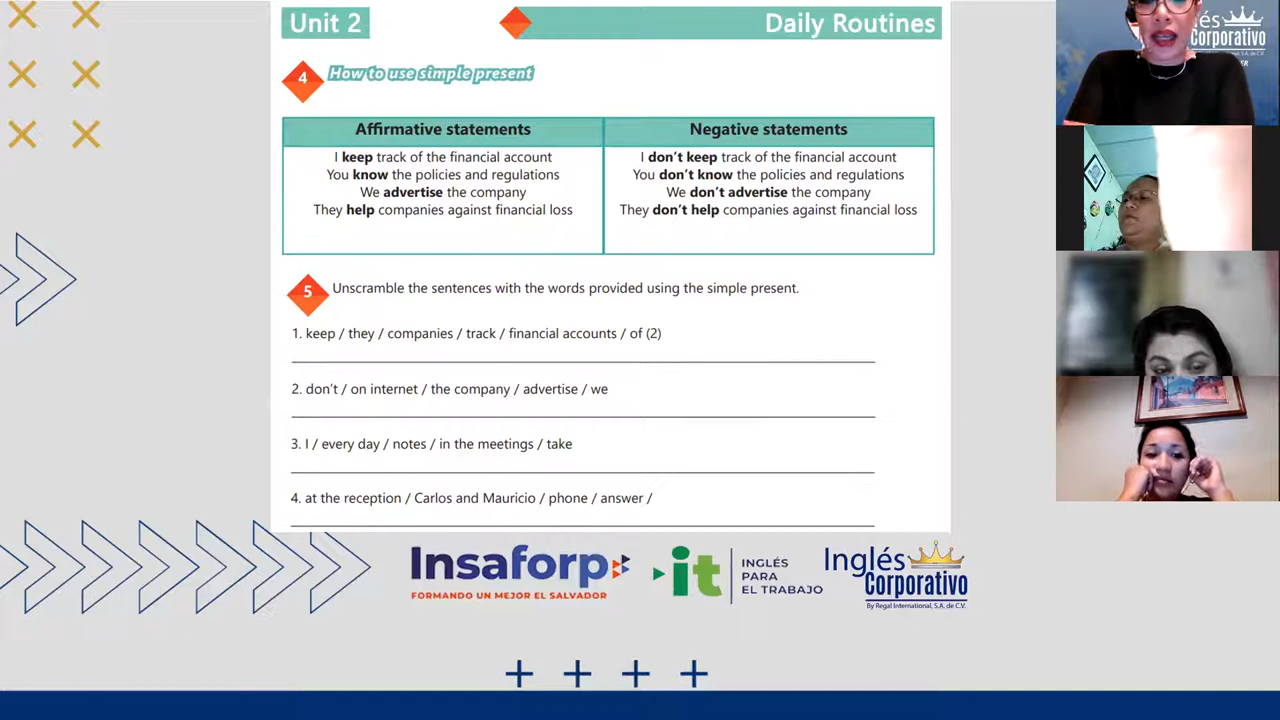 Unit 2
Daily Routines
4
How to use simple present
Affirmative statements
Negative statements
I keep track of the financial account
You know the policies and regulations
We advertise the company
They help companies against financial loss
I don't keep track of the financial account
You don't know the policies and regulations
We don't advertise the company
They don't help companies against financial loss
5
Unscramble the sentences with the words provided using the simple present.
1. keep / they / companies / track / financial accounts / of (2)
2. don't / on internet / the company / advertise / we
3. I / every day / notes / in the meetings / take
4. at the reception / Carlos and Mauricio / phone / answer /
Insaforp
FORMANDO UN MEJOR EL SALVADOR
it
INGLÉS
PARA
EL TRABAJO
Inglés
Corporativo
By Regal International, S.A. de C.V.
Corporativo